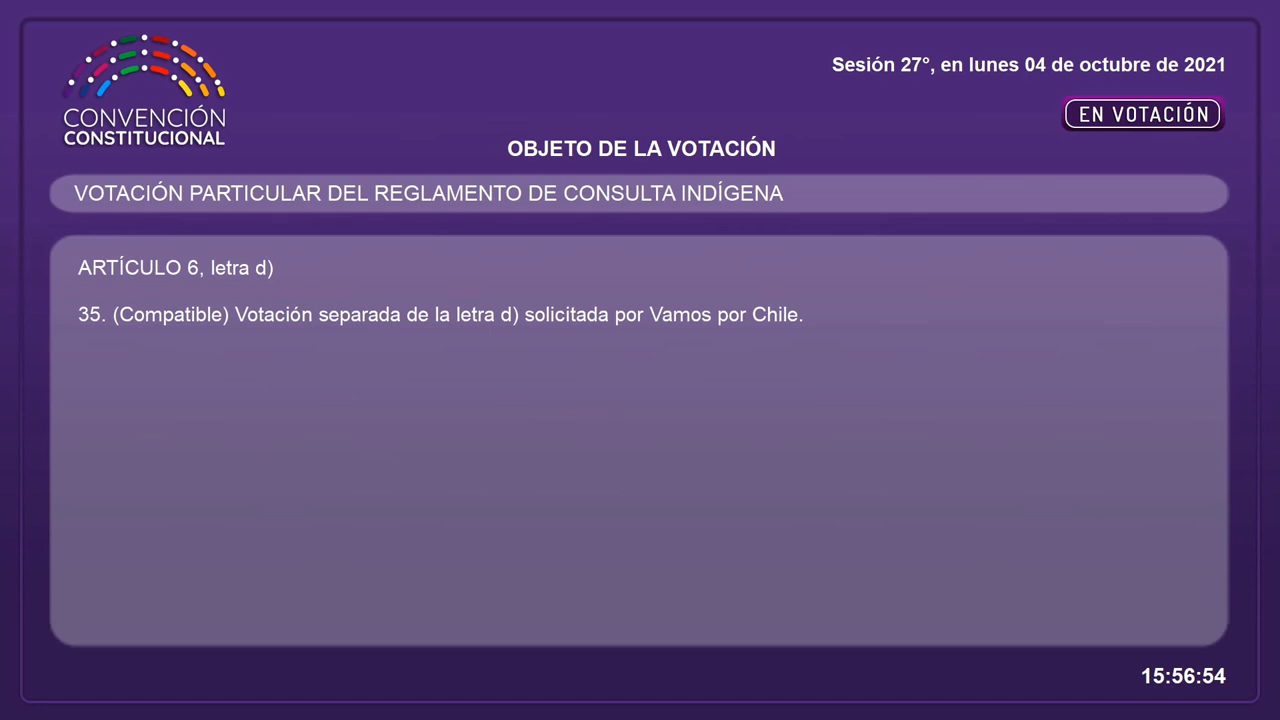 CONVENCIÓN
CONSTITUCIONAL
Sesión 27°, en lunes 04 de octubre de 2021
EN VOTACIÓN
OBJETO DE LA VOTACIÓN
VOTACIÓN PARTICULAR DEL REGLAMENTO DE CONSULTA INDÍGENA
ARTÍCULO 6, letra d)
35. (Compatible) Votación separada de la letra d) solicitada por Vamos por Chile.
15:56:54